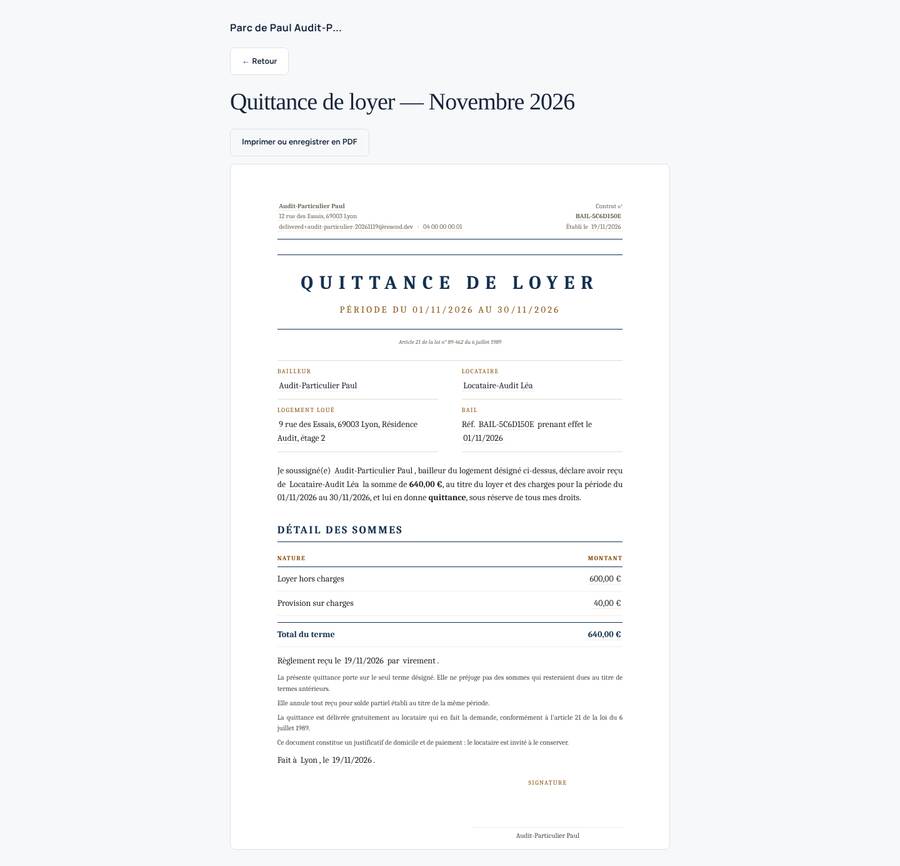 Parc de Paul Audit-P...
← Retour
Quittance de loyer — Novembre 2026
Imprimer ou enregistrer en PDF
Audit-Particulier Paul
12 rue des Essais, 69003 Lyon
delivered+audit-particulier-20261119@resend.dev · 04 00 00 00 01
Contrat n°
BAIL-5C6D150E
Établi le 19/11/2026
QUITTANCE DE LOYER
PÉRIODE DU 01/11/2026 AU 30/11/2026
Article 21 de la loi n° 89-462 du 6 juillet 1989
BAILLEUR
Audit-Particulier Paul
LOCATAIRE
Locataire-Audit Léa
LOGEMENT LOUÉ
9 rue des Essais, 69003 Lyon, Résidence
Audit, étage 2
BAIL
Réf. BAIL-5C6D150E prenant effet le
01/11/2026
Je soussigné(e) Audit-Particulier Paul , bailleur du logement désigné ci-dessus, déclare avoir reçu
de Locataire-Audit Léa la somme de 640,00 €, au titre du loyer et des charges pour la période du
01/11/2026 au 30/11/2026, et lui en donne quittance, sous réserve de tous mes droits.
DÉTAIL DES SOMMES
NATURE MONTANT
Loyer hors charges 600,00 €
Provision sur charges 40,00 €
Total du terme 640,00 €
Règlement reçu le 19/11/2026 par virement .
La présente quittance porte sur le seul terme désigné. Elle ne préjuge pas des sommes qui resteraient dues au titre de
termes antérieurs.
Elle annule tout reçu pour solde partiel établi au titre de la même période.
La quittance est délivrée gratuitement au locataire qui en fait la demande, conformément à l'article 21 de la loi du 6
juillet 1989.
Ce document constitue un justificatif de domicile et de paiement : le locataire est invité à le conserver.
Fait à Lyon , le 19/11/2026 .
SIGNATURE
Audit-Particulier Paul